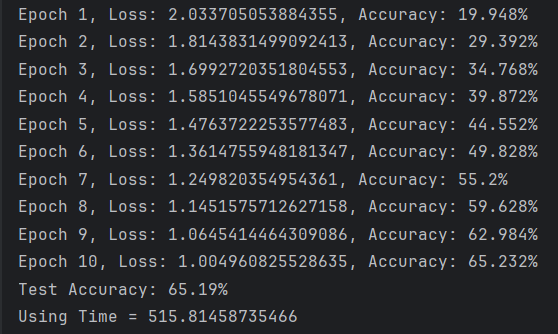 Epoch 1, Loss: 2.033705053884355, Accuracy: 19.948%
Epoch 2, Loss: 1.8143831499092413, Accuracy: 29.392%
Epoch 3, Loss: 1.6992720351804553, Accuracy: 34.768%
Epoch 4, Loss: 1.5851045549678071, Accuracy: 39.872%
Epoch 5, Loss: 1.4763722253577483, Accuracy: 44.552%
Epoch 6, Loss: 1.3614755948181347, Accuracy: 49.828%
Epoch 7, Loss: 1.249820354954361, Accuracy: 55.2%
Epoch 8, Loss: 1.1451575712627158, Accuracy: 59.628%
Epoch 9, Loss: 1.0645414464309086, Accuracy: 62.984%
Epoch 10, Loss: 1.004960825528635, Accuracy: 65.232%
Test Accuracy: 65.19%
Using Time = 515.81458735466